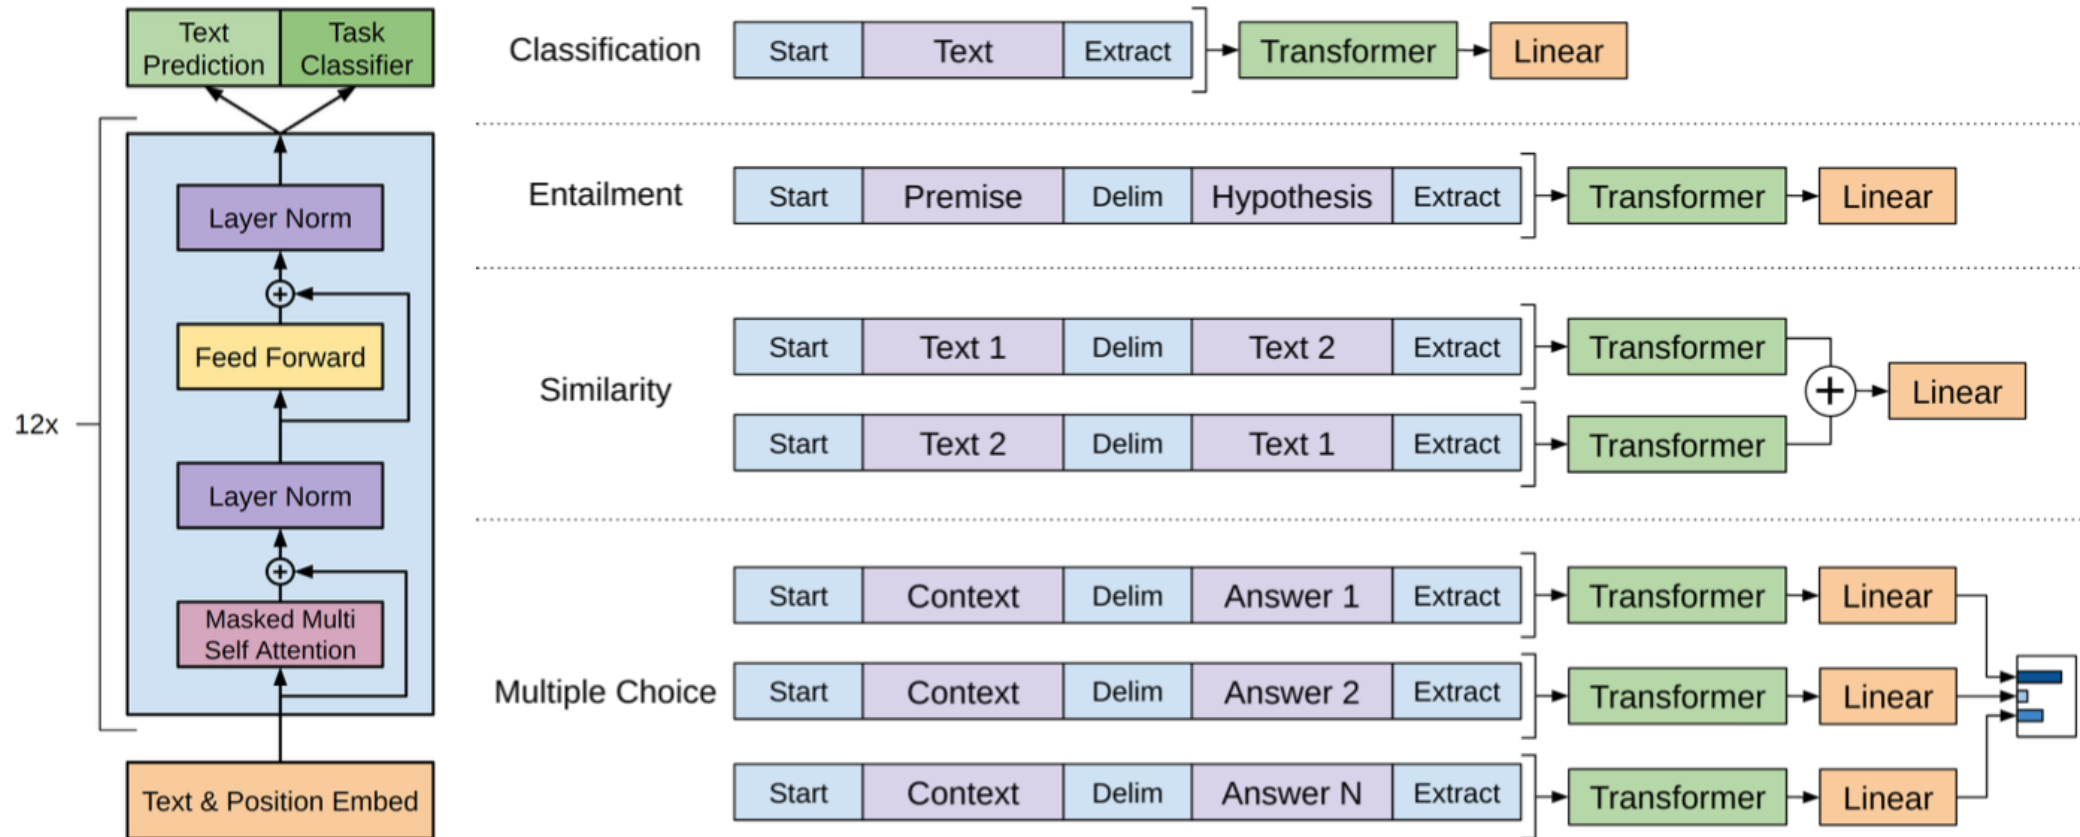 Text
Prediction
Task
Classifier
12x
Layer Norm
+
Feed Forward
Layer Norm
+
Masked Multi
Self Attention
Text & Position Embed
Classification
Start Text Extract Transformer Linear
Entailment
Start Premise Delim Hypothesis Extract Transformer Linear
Similarity
Start Text 1 Delim Text 2 Extract Transformer
Start Text 2 Delim Text 1 Extract Transformer
+ Linear
Multiple Choice
Start Context Delim Answer 1 Extract Transformer Linear
Start Context Delim Answer 2 Extract Transformer Linear
Start Context Delim Answer N Extract Transformer Linear